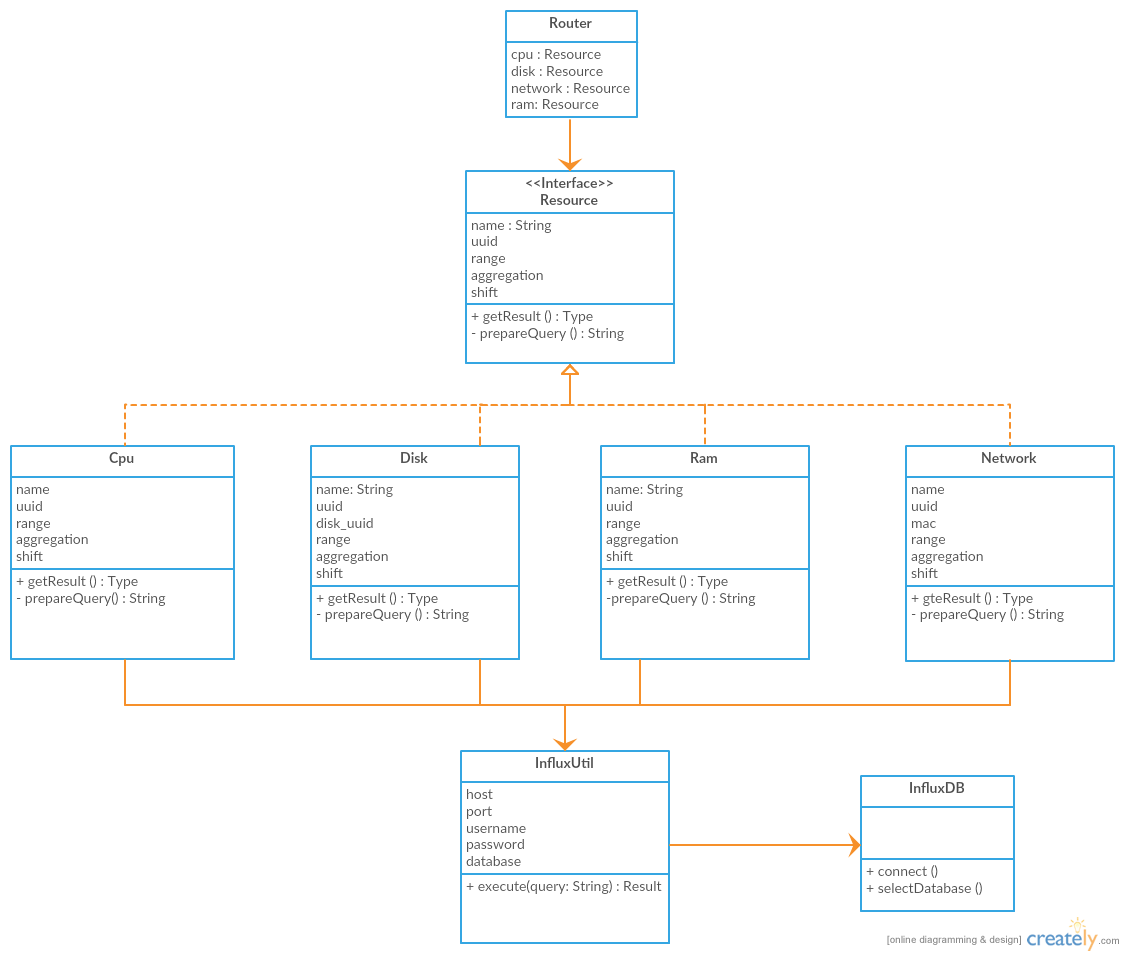 Router
cpu : Resource
disk : Resource
network : Resource
ram: Resource
<<Interface>>
Resource
name : String
uuid
range
aggregation
shift
+ getResult () : Type
- prepareQuery () : String
Cpu
name
uuid
range
aggregation
shift
+ getResult () : Type
- prepareQuery() : String
Disk
name: String
uuid
disk_uuid
range
aggregation
shift
+ getResult () : Type
- prepareQuery () : String
Ram
name: String
uuid
range
aggregation
shift
+ getResult () : Type
-prepareQuery () : String
Network
name
uuid
mac
range
aggregation
shift
+ gteResult () : Type
- prepareQuery () : String
InfluxUtil
host
port
username
password
database
+ execute(query: String) : Result
InfluxDB
+ connect ()
+ selectDatabase ()
[online diagramming & design] creately.com